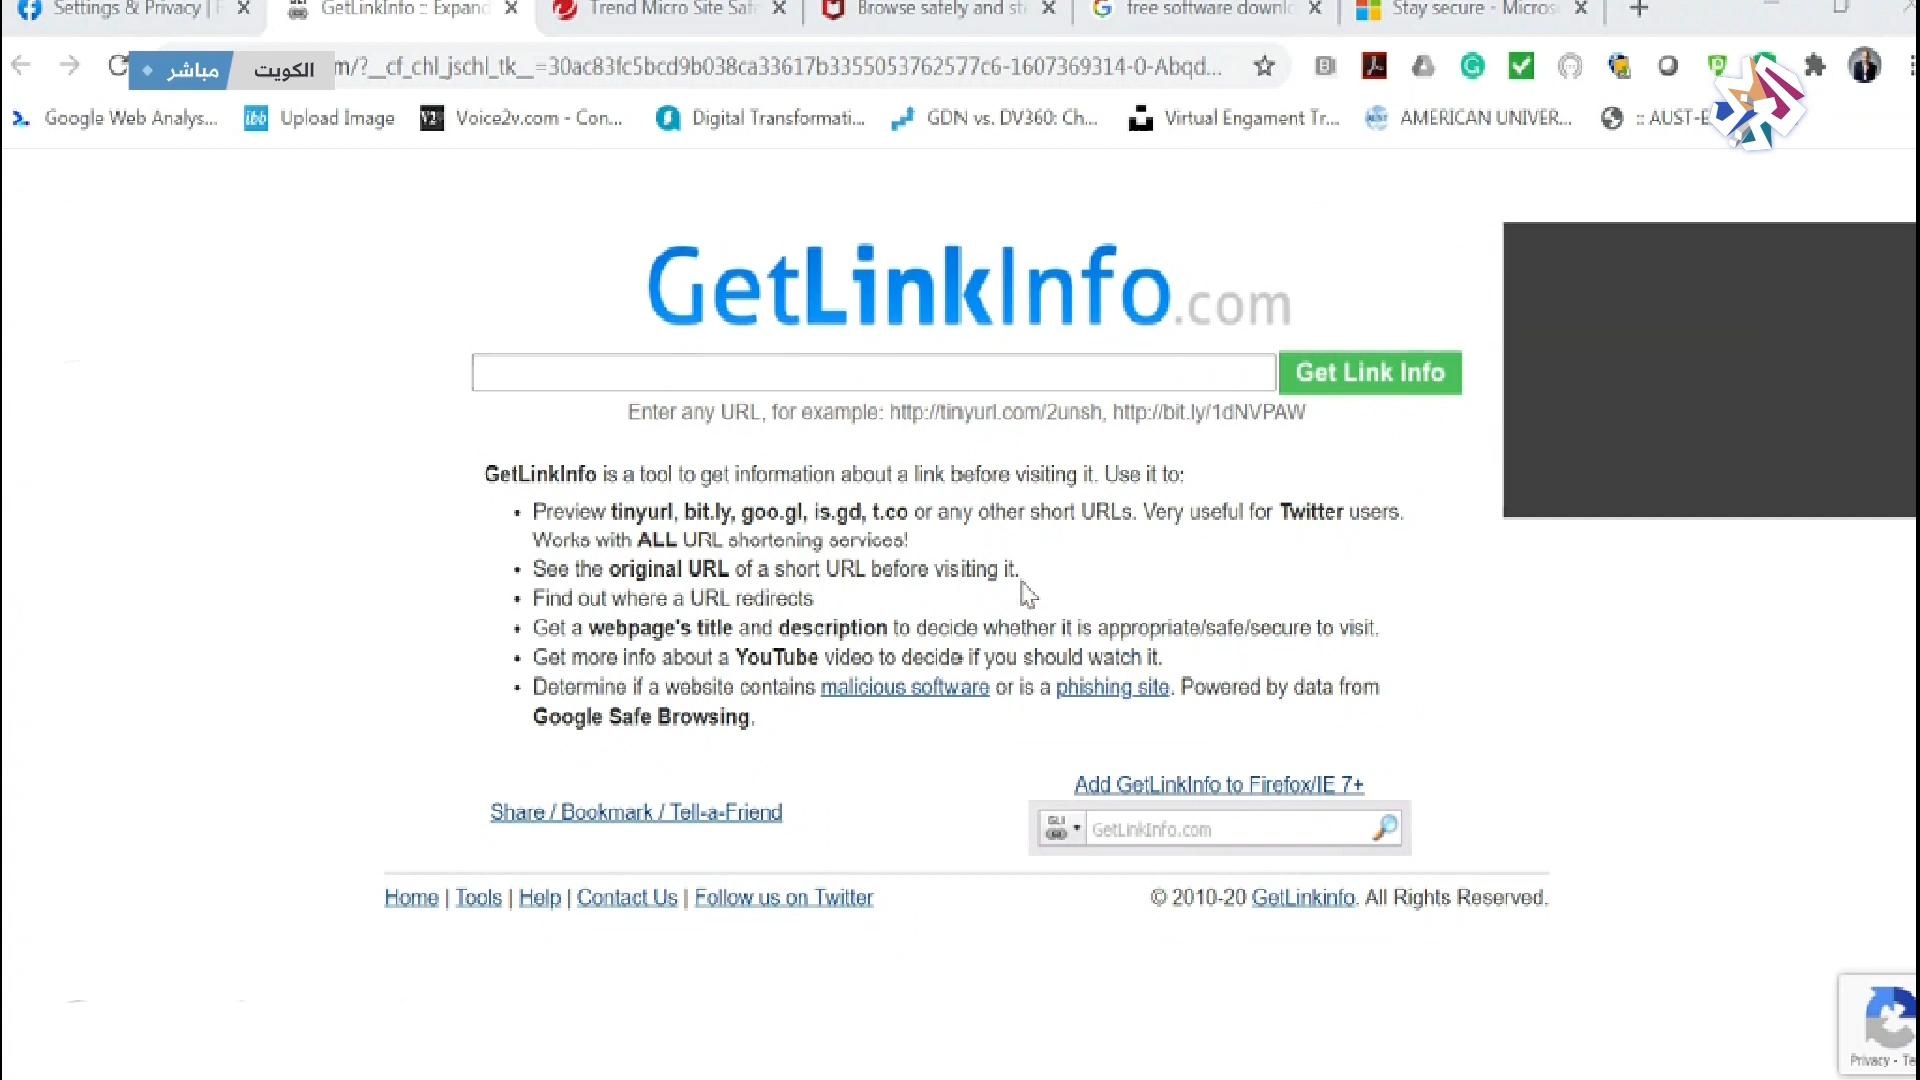 Settings & Privacy | F
GetLinkInfo :: Expand
Trend Micro Site Safe
Browse safely and st
free software downl
Stay secure - Micros
مباشر
الكويت
m/?__cf_chl_jschl_tk__=30ac83fc5bcd9b038ca33617b3355053762577c6-1607369314-0-Abqd...
Google Web Analys...
Upload Image
Voice2v.com - Con...
Digital Transformati...
GDN vs. DV360: Ch...
Virtual Engament Tr...
AMERICAN UNIVER...
:: AUST-E
GetLinkInfo.com
Get Link Info
Enter any URL, for example: http://tinyurl.com/2unsh, http://bit.ly/1dNVPAW
GetLinkInfo is a tool to get information about a link before visiting it. Use it to:
• Preview tinyurl, bit.ly, goo.gl, is.gd, t.co or any other short URLs. Very useful for Twitter users.
Works with ALL URL shortening services!
• See the original URL of a short URL before visiting it.
• Find out where a URL redirects
• Get a webpage's title and description to decide whether it is appropriate/safe/secure to visit.
• Get more info about a YouTube video to decide if you should watch it.
• Determine if a website contains malicious software or is a phishing site. Powered by data from
Google Safe Browsing.
Add GetLinkInfo to Firefox/IE 7+
Share / Bookmark / Tell-a-Friend
GLI
GetLinkInfo.com
Home | Tools | Help | Contact Us | Follow us on Twitter
© 2010-20 GetLinkinfo. All Rights Reserved.
Privacy - Te